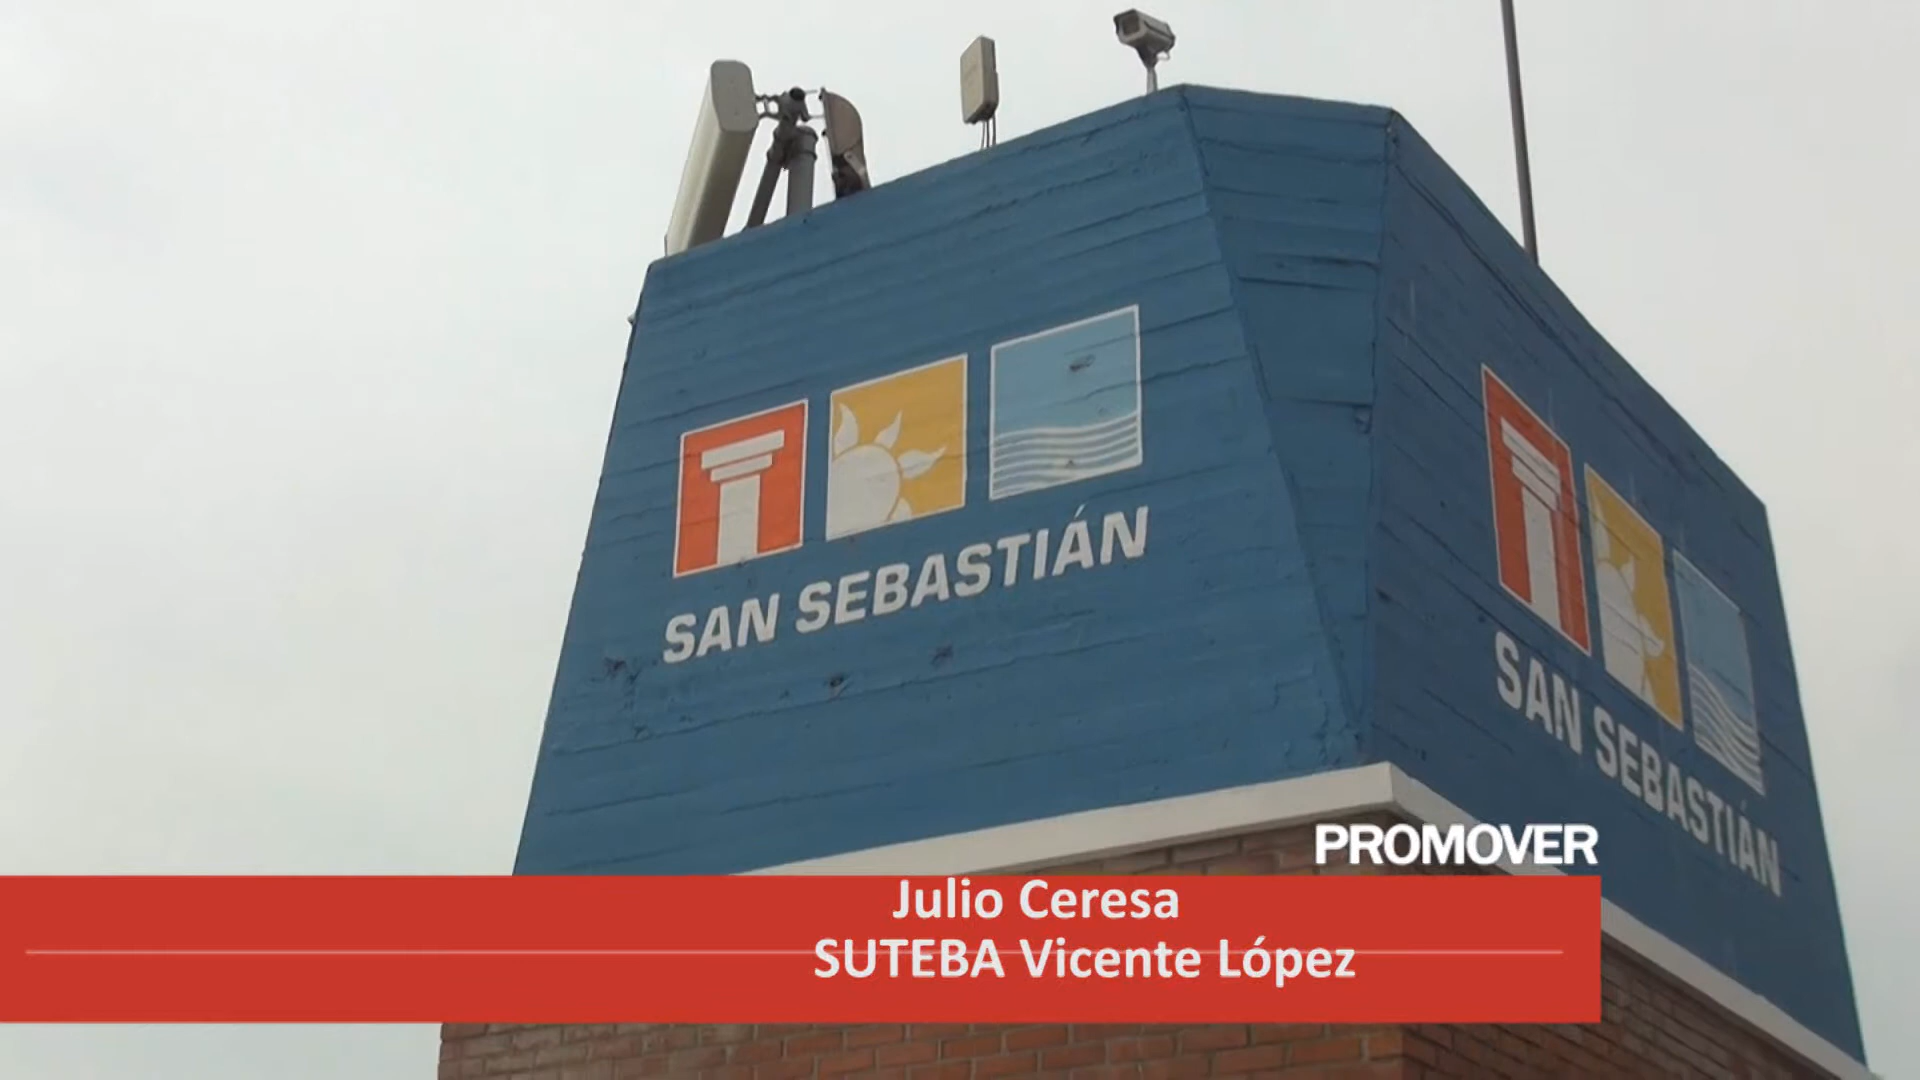 SAN SEBASTIÁN
SAN SEBASTIÁN
PROMOVER
Julio Ceresa
SUTEBA Vicente López